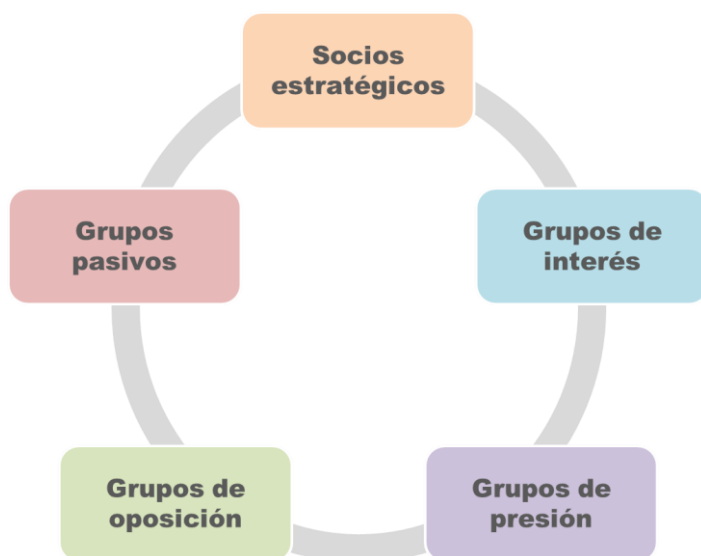 Socios
estratégicos
Grupos de
interés
Grupos de
presión
Grupos de
oposición
Grupos
pasivos